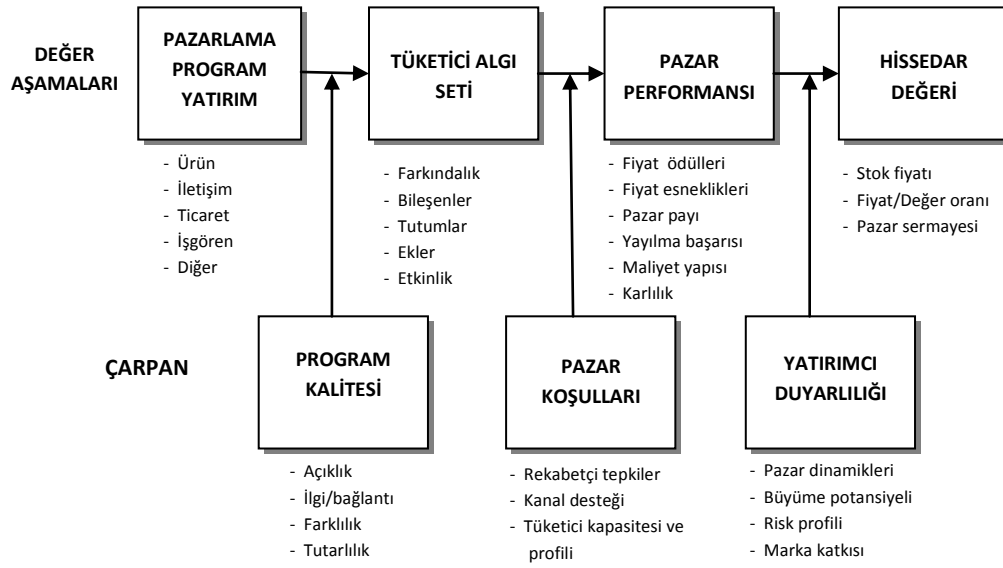 DEĞER
AŞAMALARI
PAZARLAMA
PROGRAM
YATIRIM
TÜKETİCİ ALGI
SETİ
PAZAR
PERFORMANSI
HİSSEDAR
DEĞERİ
- Ürün
- İletişim
- Ticaret
- İşgören
- Diğer
- Farkındalık
- Bileşenler
- Tutumlar
- Ekler
- Etkinlik
- Fiyat ödülleri
- Fiyat esneklikleri
- Pazar payı
- Yayılma başarısı
- Maliyet yapısı
- Karlılık
- Stok fiyatı
- Fiyat/Değer oranı
- Pazar sermayesi
ÇARPAN
PROGRAM
KALİTESİ
PAZAR
KOŞULLARI
YATIRIMCI
DUYARLILIĞI
- Açıklık
- İlgi/bağlantı
- Farklılık
- Tutarlılık
- Rekabetçi tepkiler
- Kanal desteği
- Tüketici kapasitesi ve
profili
- Pazar dinamikleri
- Büyüme potansiyeli
- Risk profili
- Marka katkısı